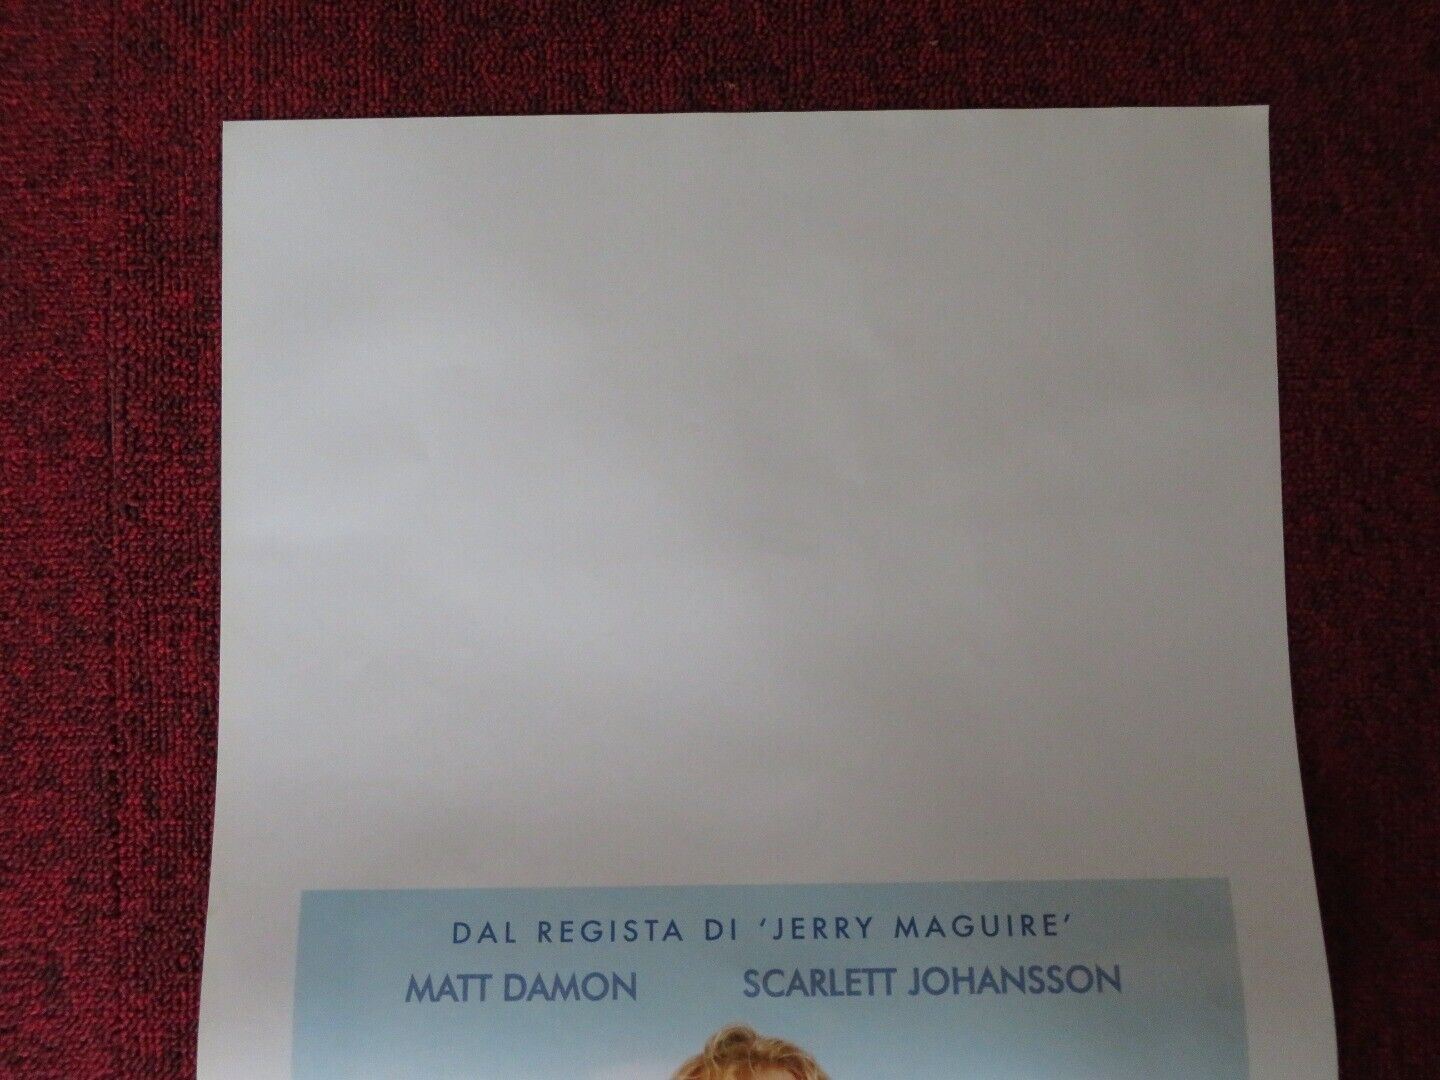 DAL REGISTA DI ‘JERRY MAGUIRE’
MATT DAMON SCARLETT JOHANSSON